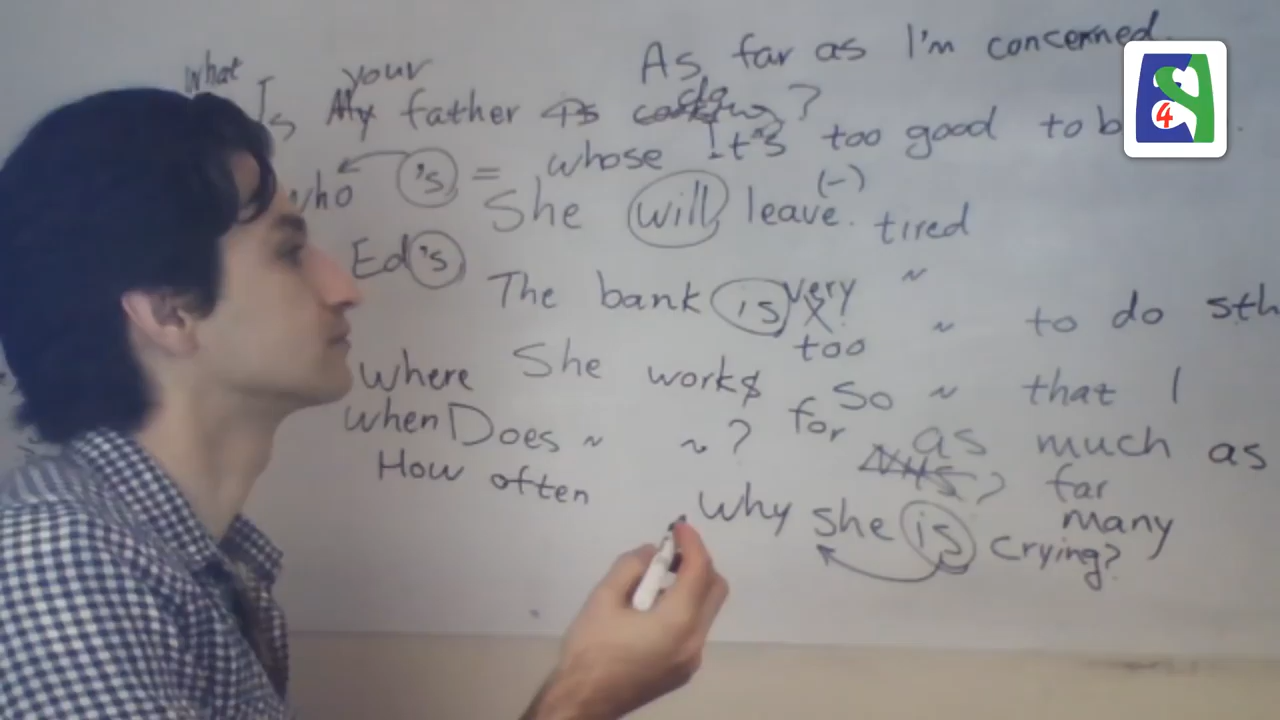 As far as I'm concerned
what your
Is My father is ?
It's too good to b
who 's = whose
She will leave. (-)
tired
Ed's
The bank is very ~
too ~ to do sth
Where She works
so ~ that I
When Does ~ ~ ?
for as much as
How often
far
Why she is crying?
many
4